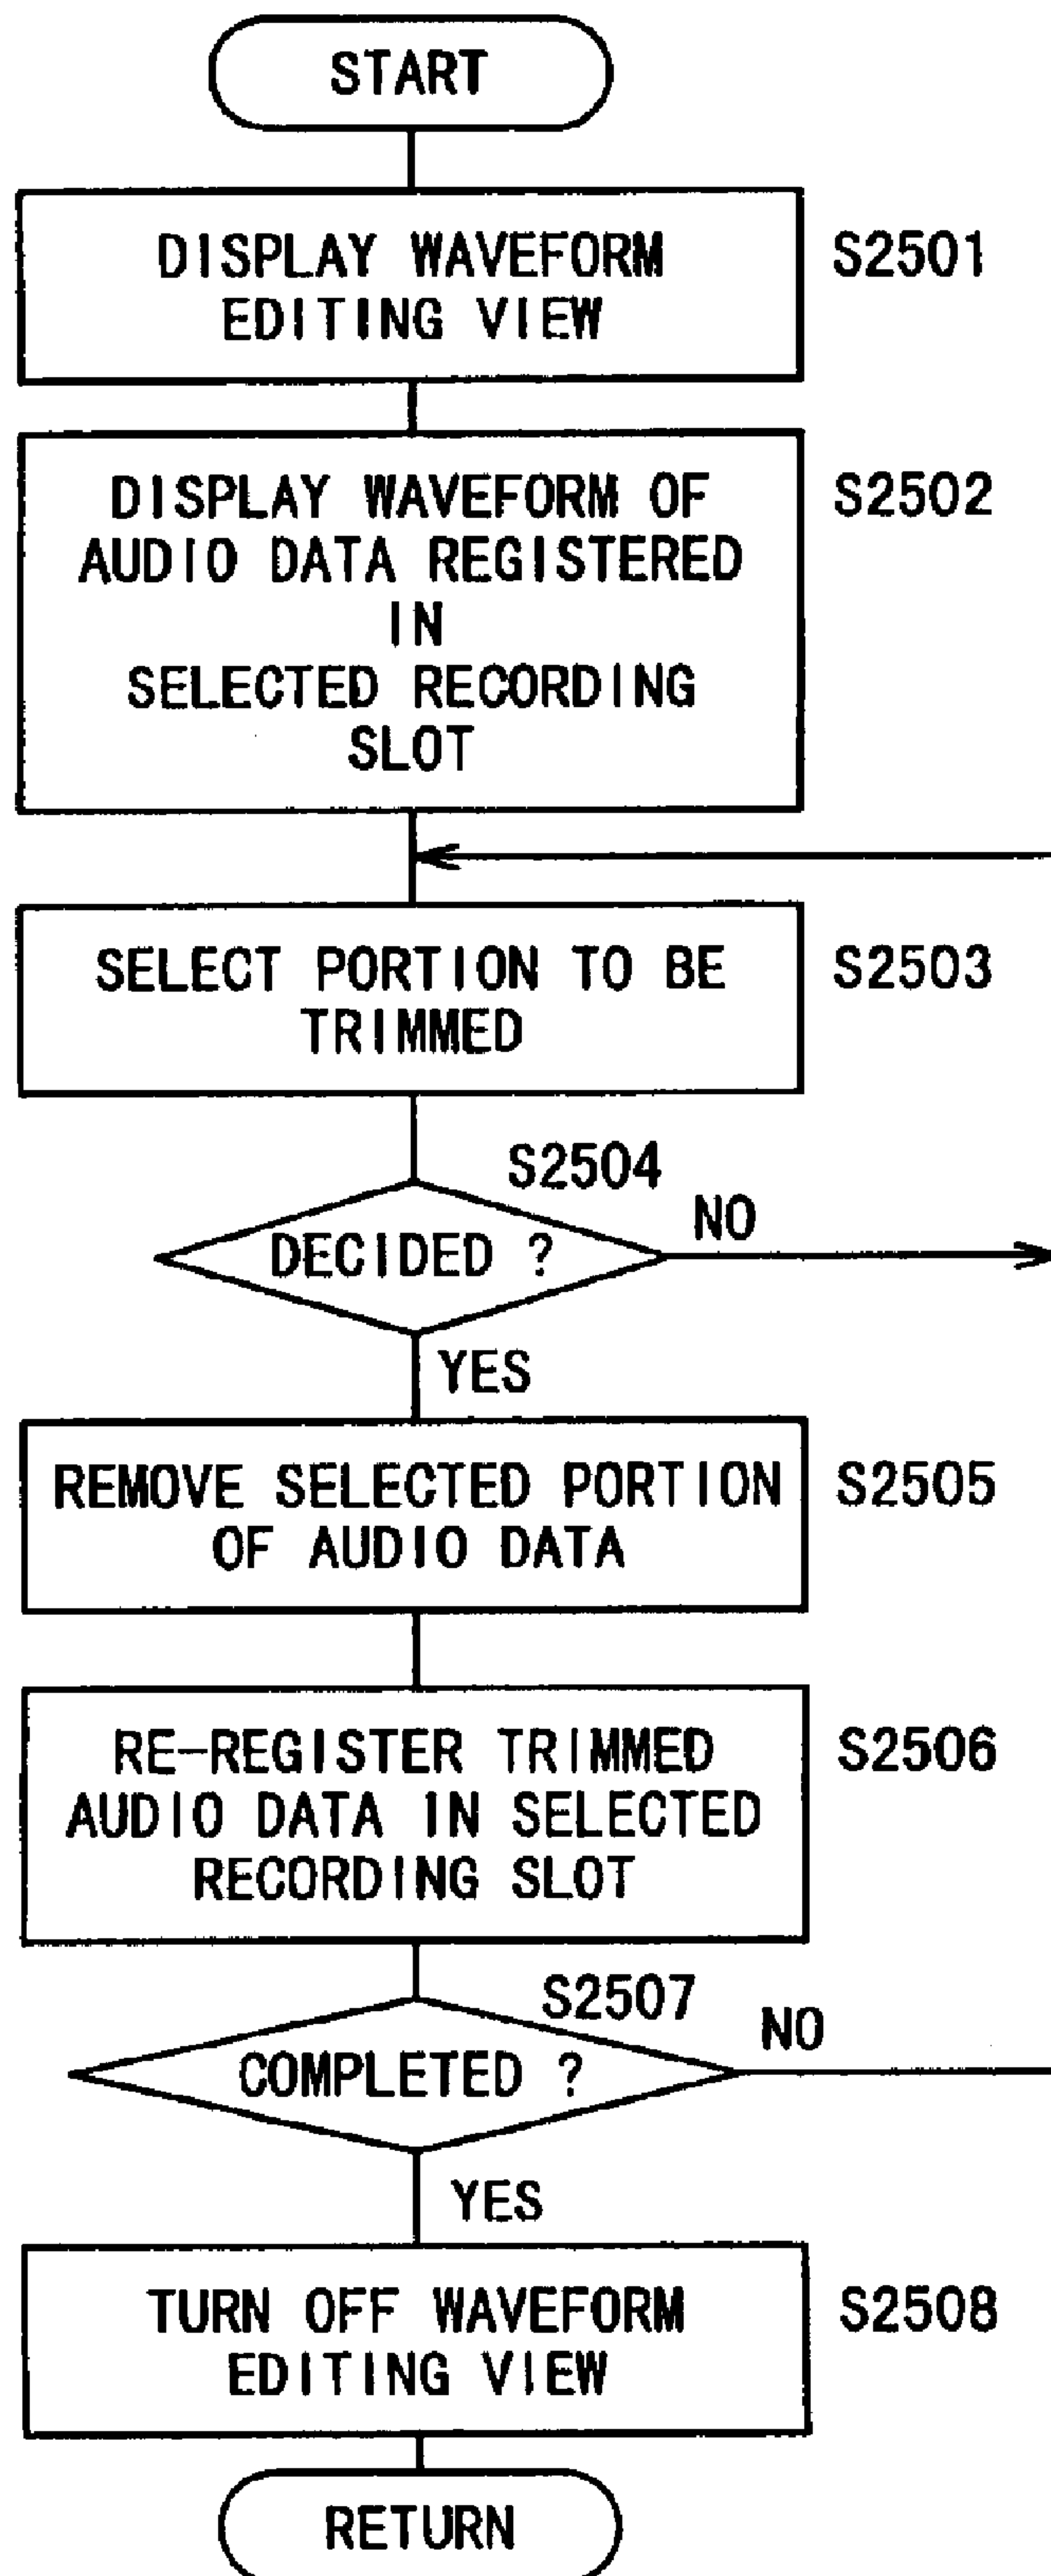 START
DISPLAY WAVEFORM
EDITING VIEW
S2501
DISPLAY WAVEFORM OF
AUDIO DATA REGISTERED
IN
SELECTED RECORDING
SLOT
S2502
SELECT PORTION TO BE
TRIMMED
S2503
S2504
DECIDED ?
NO
YES
REMOVE SELECTED PORTION
OF AUDIO DATA
S2505
RE-REGISTER TRIMMED
AUDIO DATA IN SELECTED
RECORDING SLOT
S2506
S2507
COMPLETED ?
NO
YES
TURN OFF WAVEFORM
EDITING VIEW
S2508
RETURN